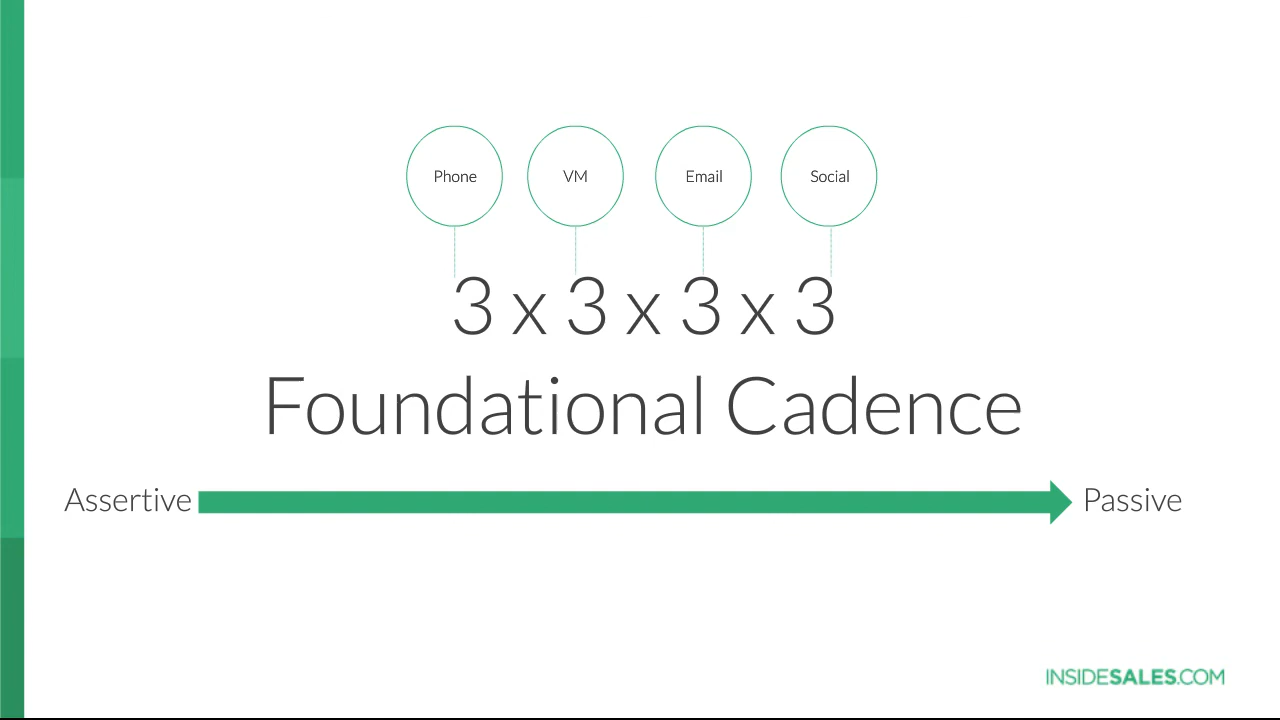 Phone VM Email Social
3 x 3 x 3 x 3
Foundational Cadence
Assertive Passive
INSIDESALES.COM